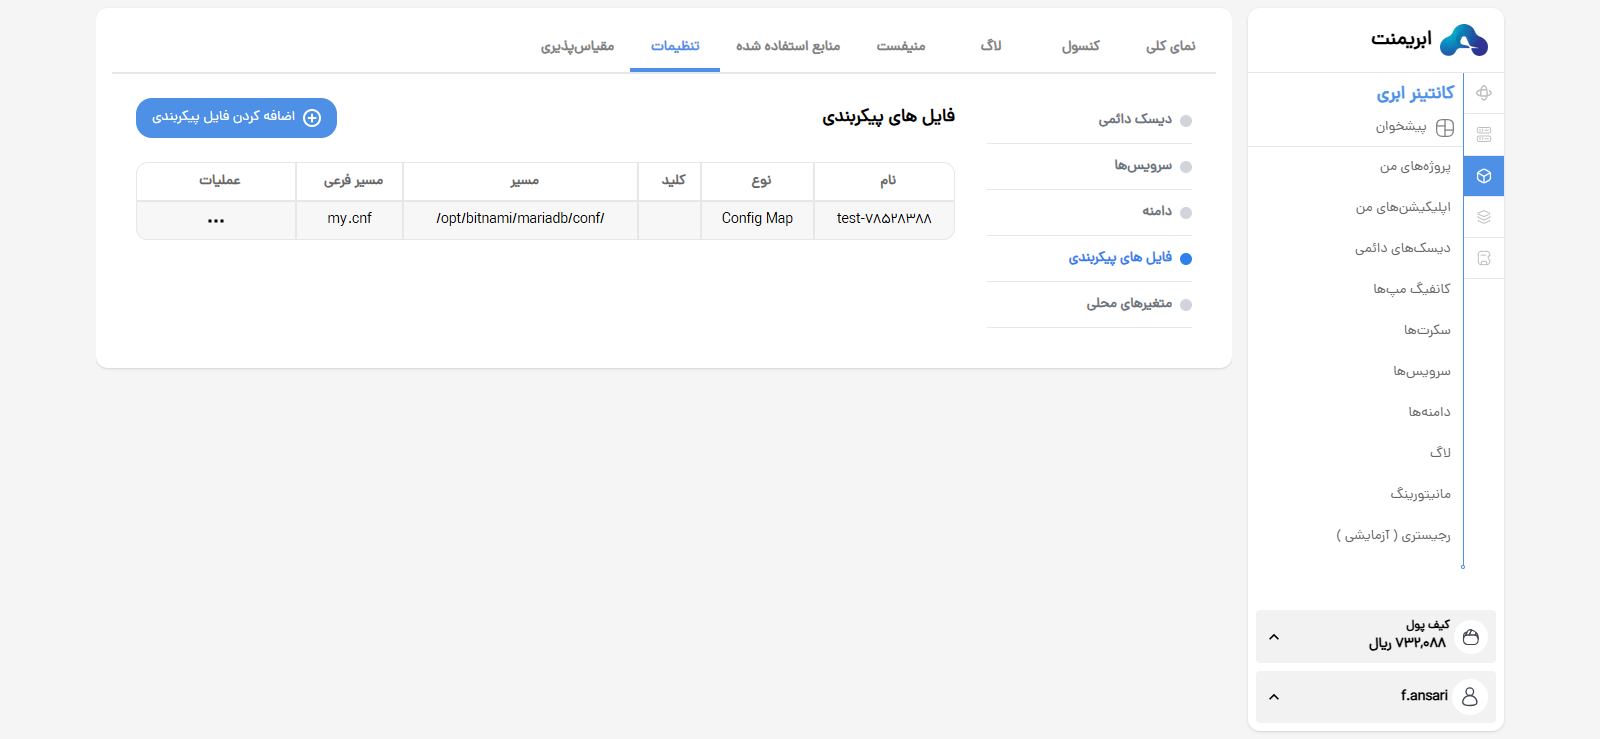 ابریمنت
کانتینر ابری
پیشخوان
پروژه‌های من
اپلیکیشن‌های من
دیسک‌های دائمی
کانفیگ مپ‌ها
سکرت‌ها
سرویس‌ها
دامنه‌ها
لاگ
مانیتورینگ
رجیستری ( آزمایشی )
کیف پول
۷۳۲,۰۸۸ ریال
f.ansari
نمای کلی کنسول لاگ منیفست منابع استفاده شده تنظیمات مقیاس‌پذیری
دیسک دائمی
سرویس‌ها
دامنه
فایل های پیکربندی
متغیرهای محلی
فایل های پیکربندی
اضافه کردن فایل پیکربندی
نام نوع کلید مسیر مسیر فرعی عملیات
test-۷۸۵۲۸۳۸۸ Config Map /opt/bitnami/mariadb/conf/ my.cnf